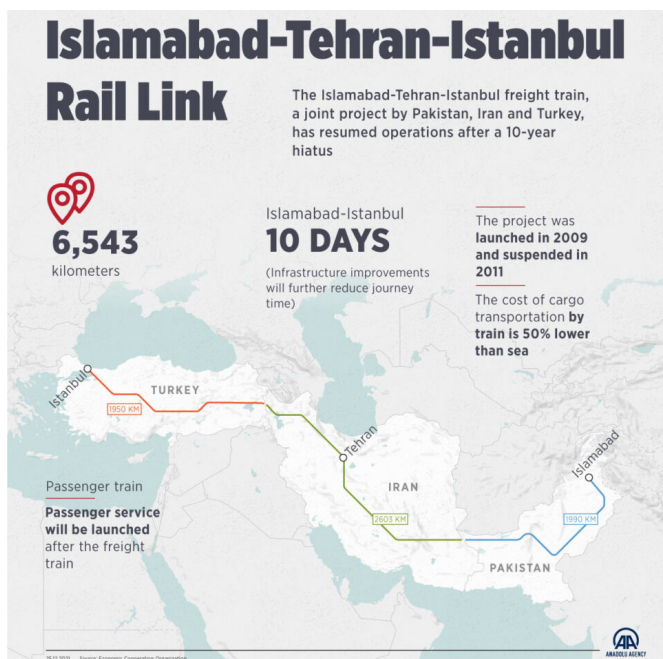 Islamabad-Tehran-Istanbul
Rail Link
The Islamabad-Tehran-Istanbul freight train,
a joint project by Pakistan, Iran and Turkey,
has resumed operations after a 10-year
hiatus
6,543
kilometers
Islamabad-Istanbul
10 DAYS
(Infrastructure improvements
will further reduce journey
time)
The project was
launched in 2009
and suspended in
2011
The cost of cargo
transportation by
train is 50% lower
than sea
Istanbul
TURKEY
1950 KM
Tehran
IRAN
2603 KM
Islamabad
1990 KM
PAKISTAN
Passenger train
Passenger service
will be launched
after the freight
train
Source: Economic Cooperation Organization
AA
ANADOLU AGENCY